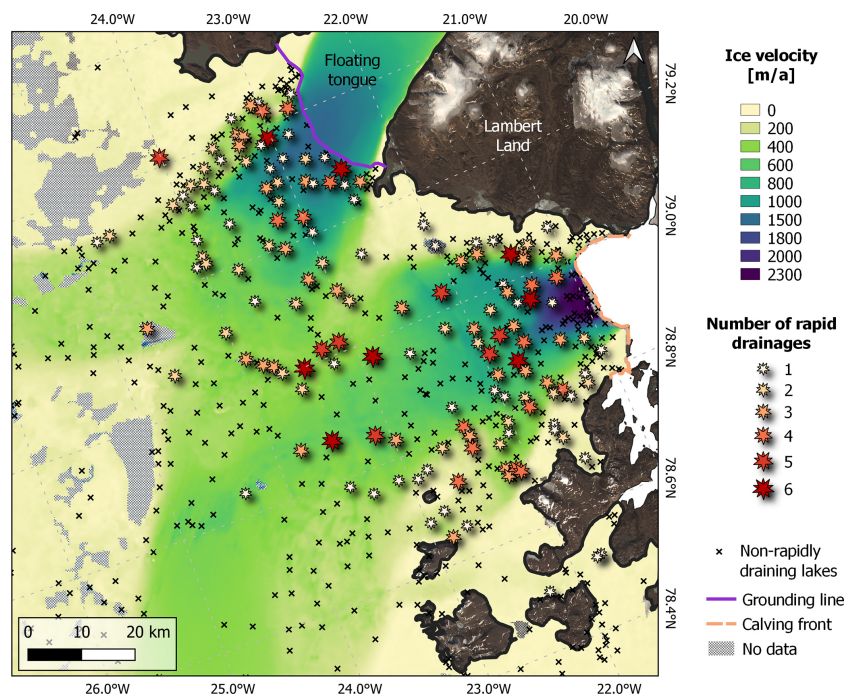 24.0°W 23.0°W 22.0°W 21.0°W 20.0°W
Floating
tongue
Lambert
Land
79.2°N
79.0°N
78.8°N
78.6°N
78.4°N
0 10 20 km
26.0°W 25.0°W 24.0°W 23.0°W 22.0°W
Ice velocity
[m/a]
0
200
400
600
800
1000
1500
1800
2000
2300
Number of rapid
drainages
1
2
3
4
5
6
Non-rapidly
draining lakes
Grounding line
Calving front
No data